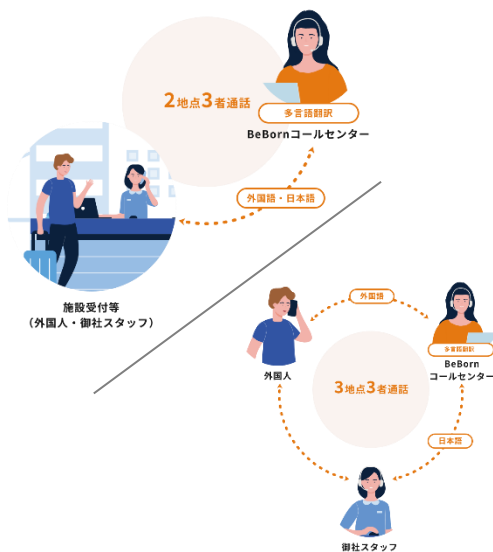 2地点3者通話
多言語翻訳
BeBornコールセンター
外国語・日本語
施設受付等
（外国人・御社スタッフ）
外国語
外国人
多言語翻訳
BeBorn
コールセンター
3地点3者通話
日本語
御社スタッフ